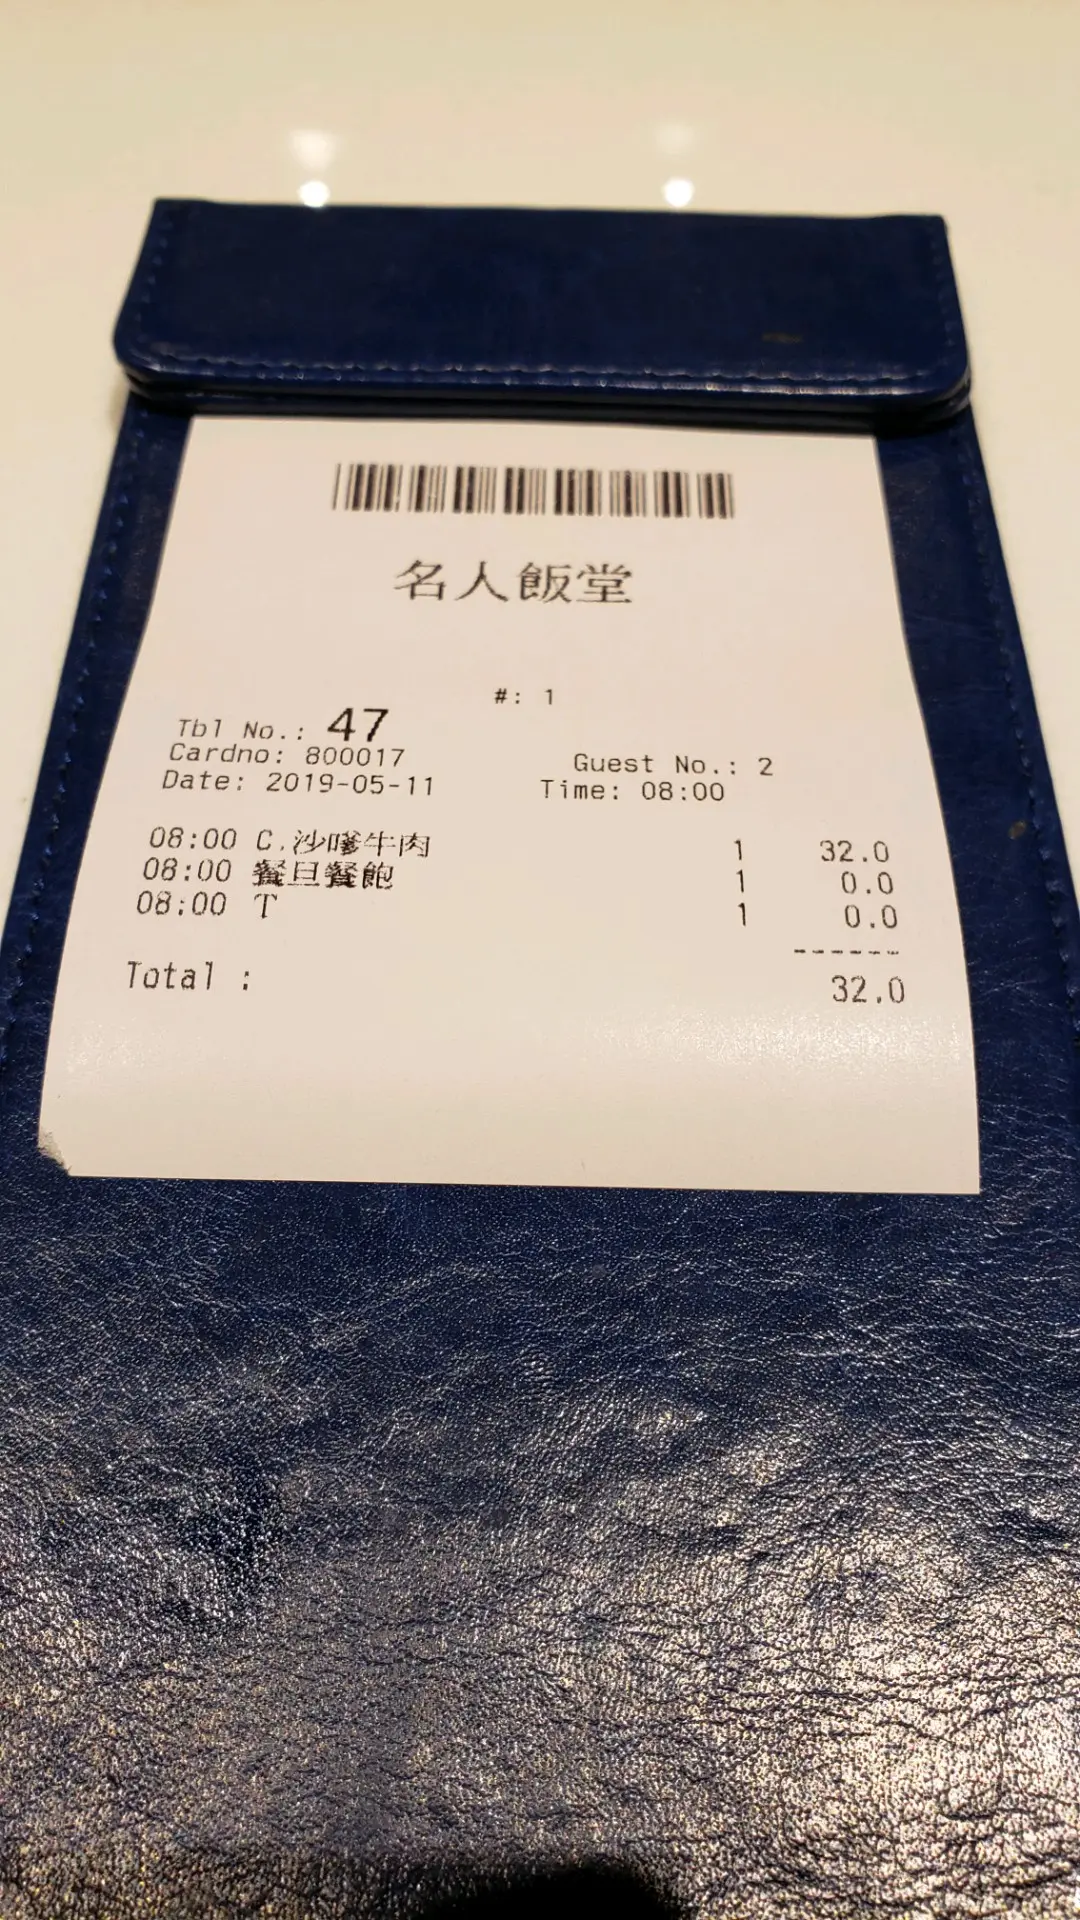 名人飯堂
#: 1
Tbl No.: 47
Cardno: 800017 Guest No.: 2
Date: 2019-05-11 Time: 08:00
08:00 C.沙嗲牛肉 1 32.0
08:00 餐旦餐飽 1 0.0
08:00 T 1 0.0
------
Total : 32.0